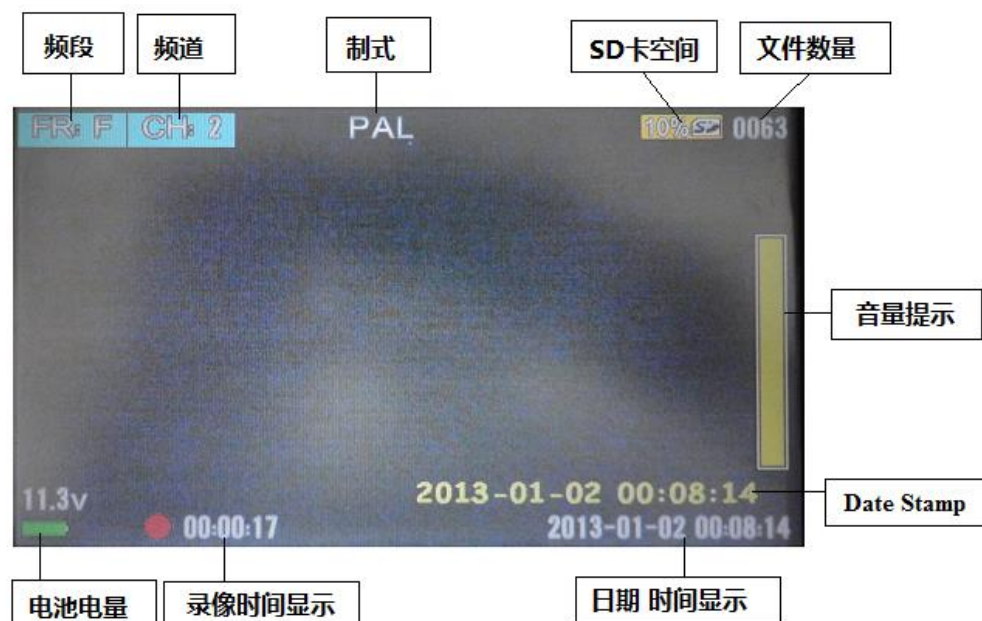 频段 频道 制式 SD卡空间 文件数量
FR: F CH: 2 PAL 10% SD 0063
音量提示
2013-01-02 00:08:14
Date Stamp
11.3V
00:00:17 2013-01-02 00:08:14
电池电量 录像时间显示 日期 时间显示